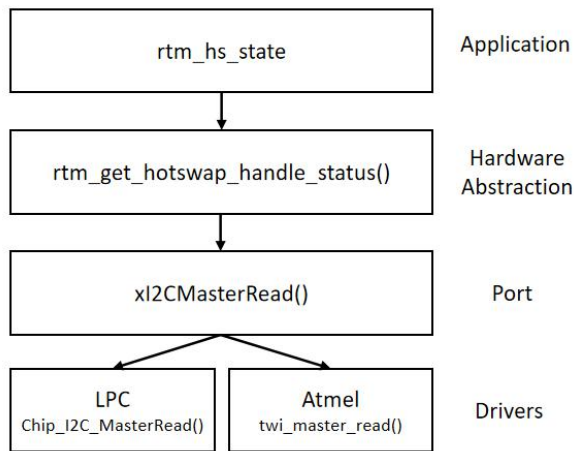 rtm_hs_state
Application
rtm_get_hotswap_handle_status()
Hardware
Abstraction
xI2CMasterRead()
Port
LPC
Chip_I2C_MasterRead()
Atmel
twi_master_read()
Drivers